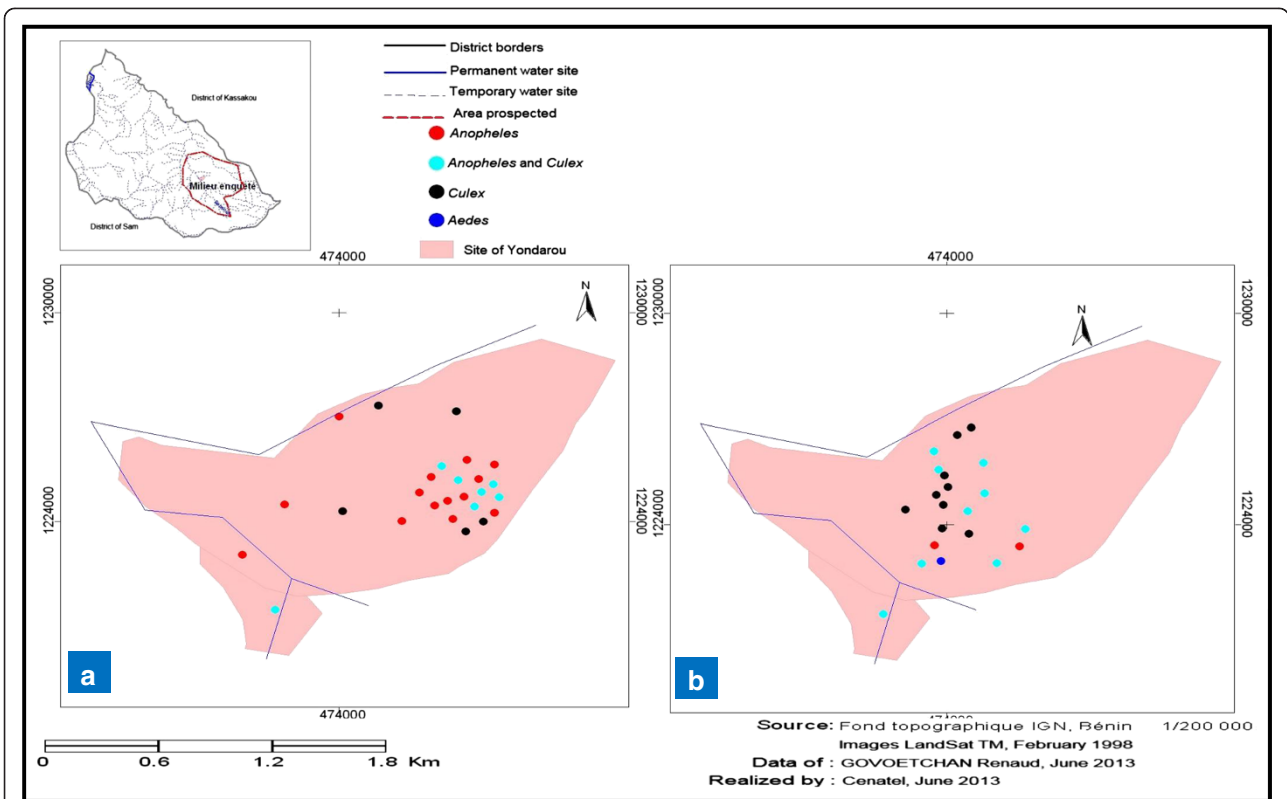 District borders
Permanent water site
Temporary water site
Area prospected
Anopheles
Anopheles and Culex
Culex
Aedes
Site of Yondarou
District of Kassakou
Milieu enquêté
District of Sam
474000
474000
1230000
1230000
1230000
1230000
N
N
1224000
1224000
1224000
1224000
a
b
474000
474000
0 0.6 1.2 1.8 Km
Source: Fond topographique IGN, Bénin 1/200 000
Images LandSat TM, February 1998
Data of : GOVOETCHAN Renaud, June 2013
Realized by : Cenatel, June 2013